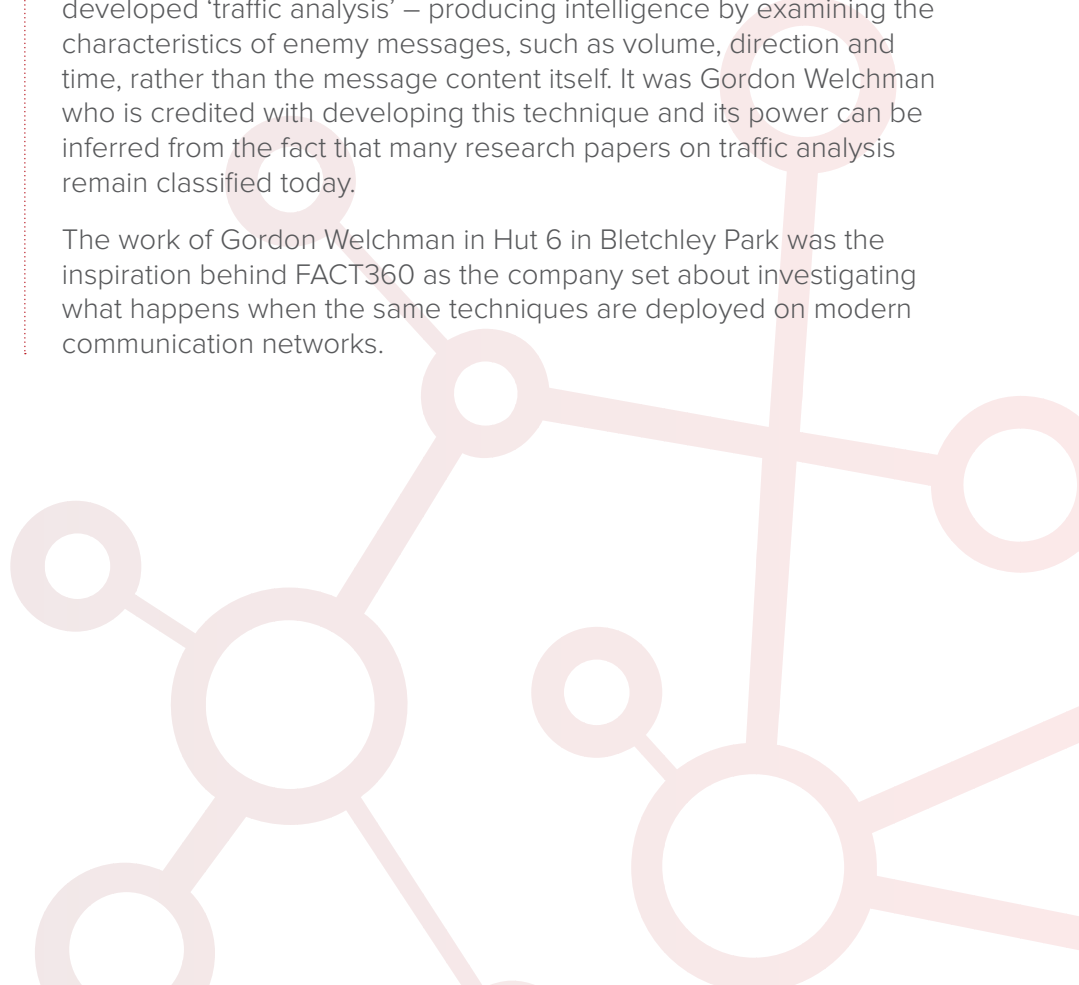 developed ‘traffic analysis’ – producing intelligence by examining the
characteristics of enemy messages, such as volume, direction and
time, rather than the message content itself. It was Gordon Welchman
who is credited with developing this technique and its power can be
inferred from the fact that many research papers on traffic analysis
remain classified today.
The work of Gordon Welchman in Hut 6 in Bletchley Park was the
inspiration behind FACT360 as the company set about investigating
what happens when the same techniques are deployed on modern
communication networks.